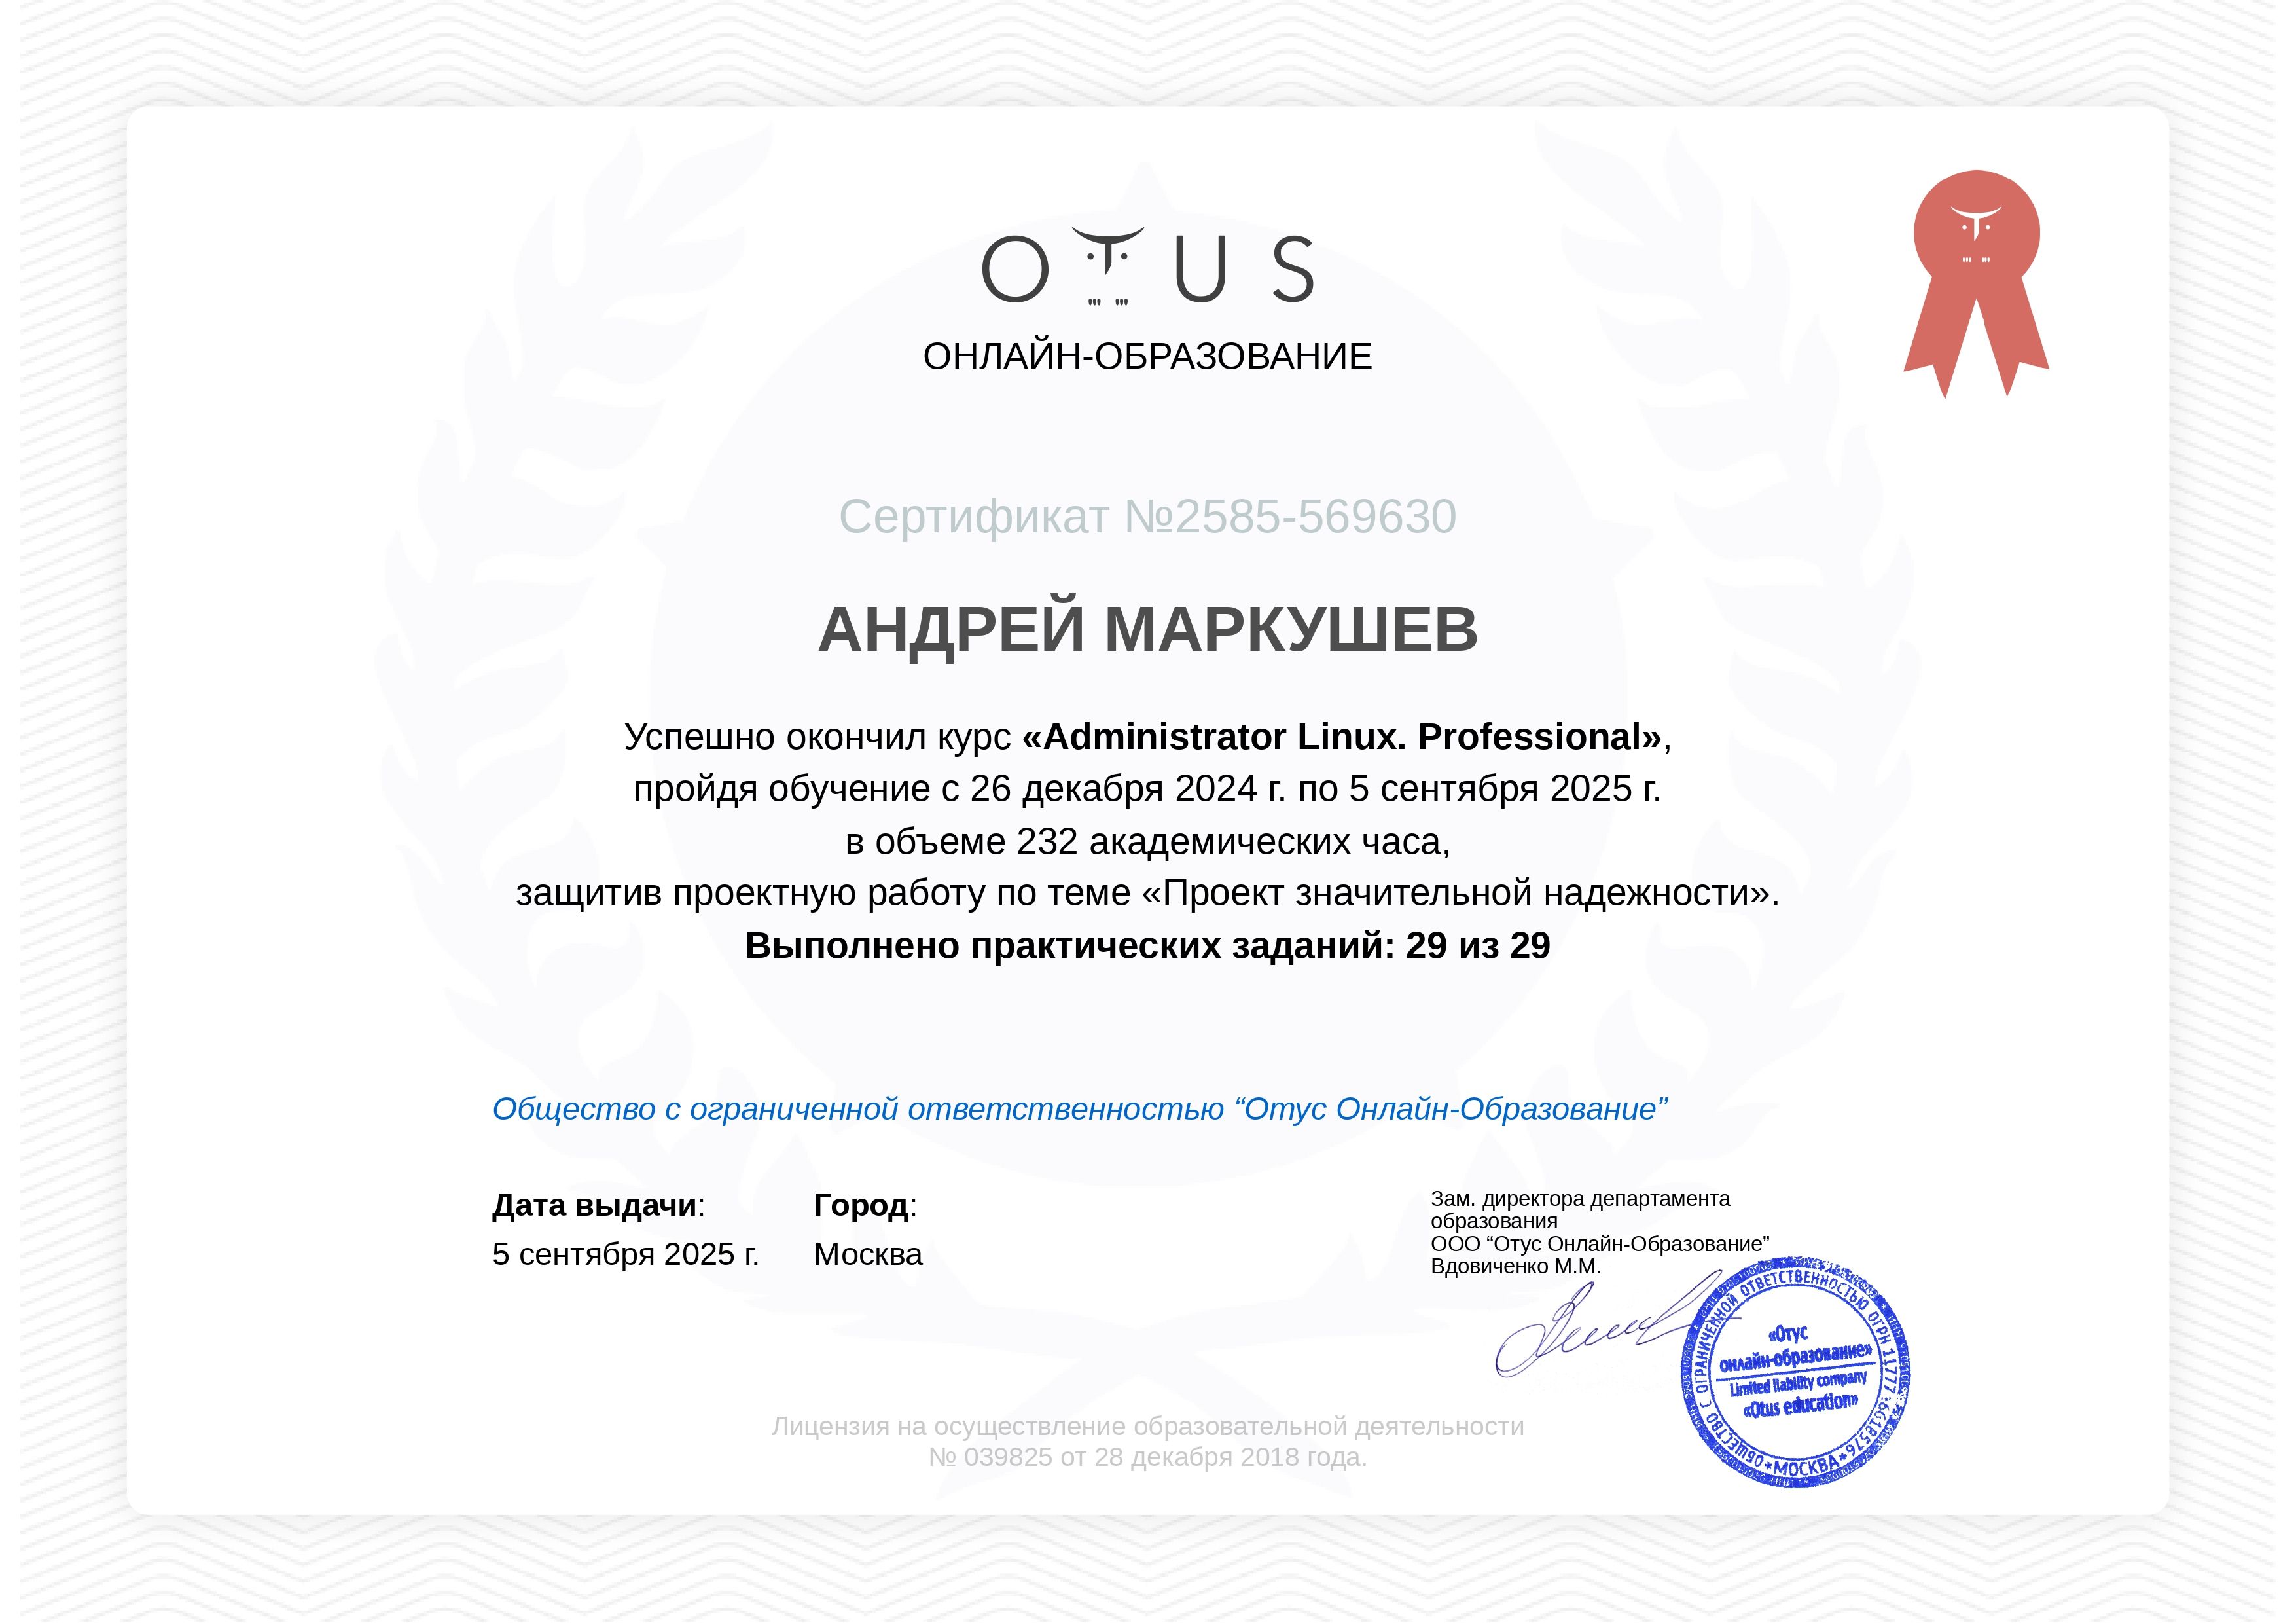 OTUS
ОНЛАЙН-ОБРАЗОВАНИЕ
Сертификат №2585-569630
АНДРЕЙ МАРКУШЕВ
Успешно окончил курс «Administrator Linux. Professional»,
пройдя обучение с 26 декабря 2024 г. по 5 сентября 2025 г.
в объеме 232 академических часа,
защитив проектную работу по теме «Проект значительной надежности».
Выполнено практических заданий: 29 из 29
Общество с ограниченной ответственностью “Отус Онлайн-Образование”
Дата выдачи:
5 сентября 2025 г.
Город:
Москва
Зам. директора департамента
образования
ООО “Отус Онлайн-Образование”
Вдовиченко М.М.
ОБЩЕСТВО С ОГРАНИЧЕННОЙ ОТВЕТСТВЕННОСТЬЮ ОГРН
*МОСКВА*
«Отус
онлайн-образование»
Limited liability company
«Otus education»
Лицензия на осуществление образовательной деятельности
№ 039825 от 28 декабря 2018 года.